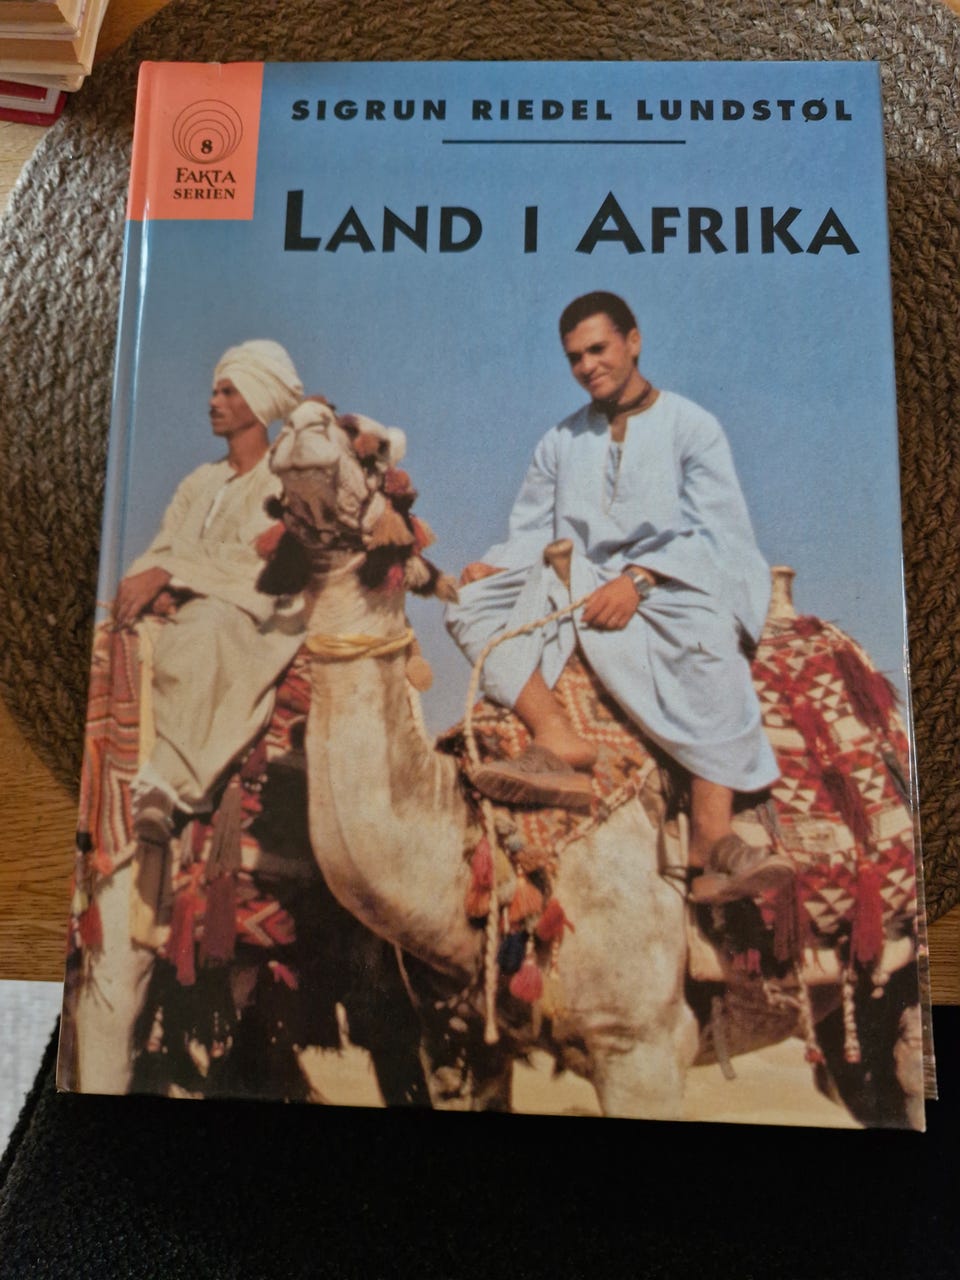 SIGRUN RIEDEL LUNDSTØL
8
FAKTA
SERIEN
LAND I AFRIKA